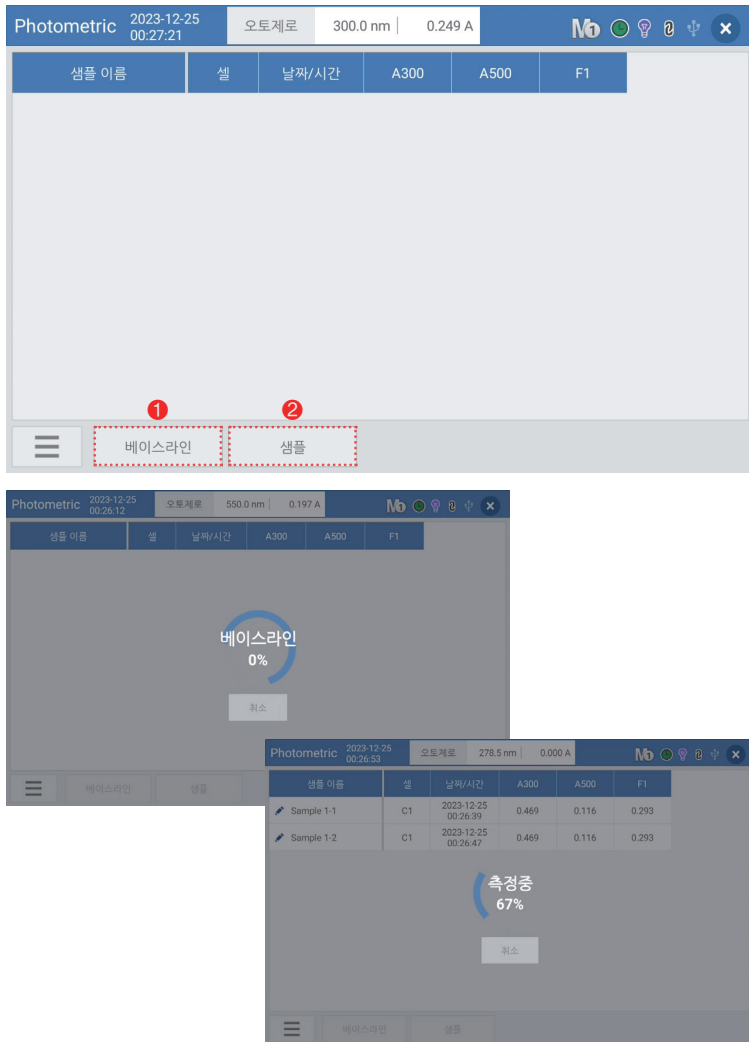 Photometric 2023-12-25 00:27:21 오토제로 300.0 nm 0.249 A M1
샘플 이름 셀 날짜/시간 A300 A500 F1
1 2
베이스라인 샘플
Photometric 2023-12-25 00:26:12 오토제로 550.0 nm 0.197 A M1
샘플 이름 셀 날짜/시간 A300 A500 F1
베이스라인
0%
취소
베이스라인 샘플
Photometric 2023-12-25 00:26:53 오토제로 278.5 nm 0.000 A M1
샘플 이름 셀 날짜/시간 A300 A500 F1
Sample 1-1 C1 2023-12-25 00:26:39 0.469 0.116 0.293
Sample 1-2 C1 2023-12-25 00:26:47 0.469 0.116 0.293
측정중
67%
취소
베이스라인 샘플